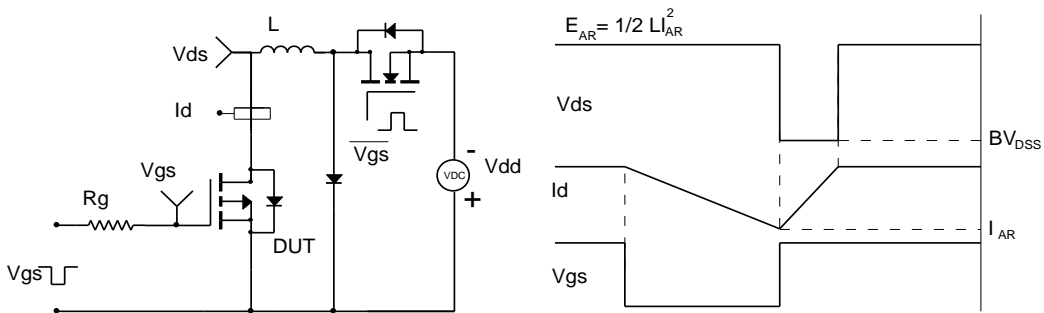 L
Vds
Id
Vgs
Rg
DUT
Vgs
Vgs
VDC
-
+
Vdd
E_AR = 1/2 LI_AR^2
Vds
BV_DSS
Id
I_AR
Vgs